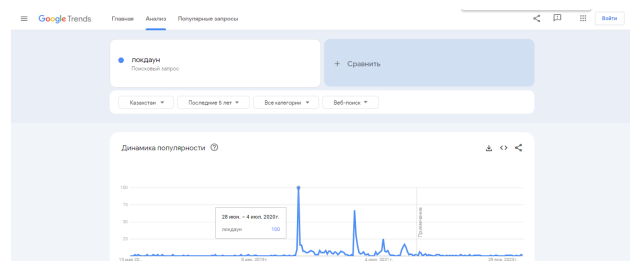 Google Trends Главная Анализ Популярные запросы Войти
локдаун
Поисковый запрос
+ Сравнить
Казахстан Последние 5 лет Все категории Веб-поиск
Динамика популярности
100
75
50
25
28 июн. – 4 июл. 2020 г.
локдаун 100
Примечание